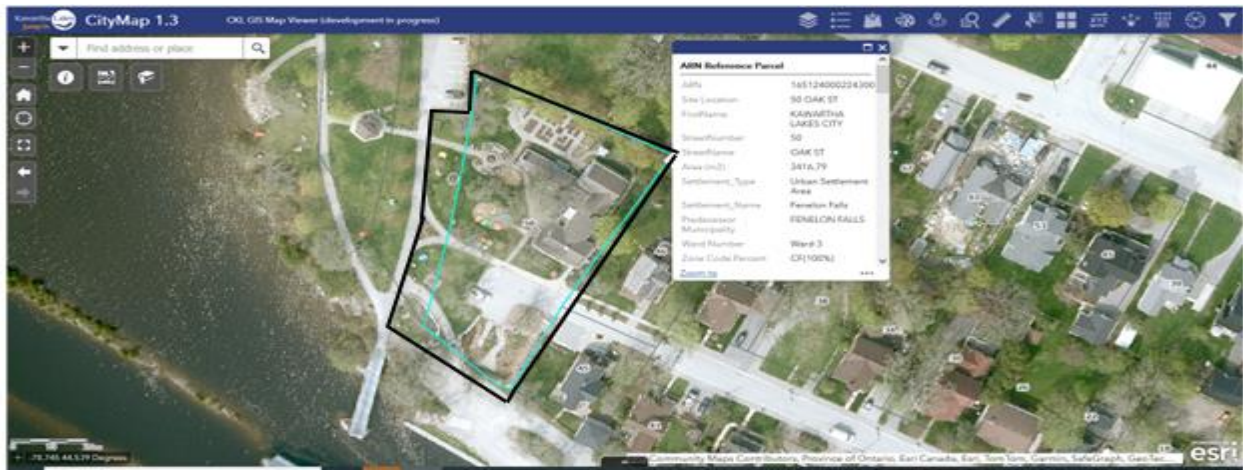 Kawartha Lakes
CityMap 1.3
CKL GIS Map Viewer (development in progress)
Find address or place
ARN Reference Parcel
ARN 165124000224300
Site Location 50 OAK ST
FirstName KAWARTHA
LAKES CITY
StreetNumber 50
StreetName OAK ST
Area (m2) 3416.79
Settlement_Type Urban Settlement
Area
Settlement_Name Fenelon Falls
Predecessor FENELON FALLS
Municipality
Ward Number Ward 3
Zone Code Percent CF(100%)
Zoom to
-78.745 44.539 Degrees
Community Maps Contributors, Province of Ontario, Esri Canada, Esri, TomTom, Garmin, SafeGraph, GeoTec...
esri